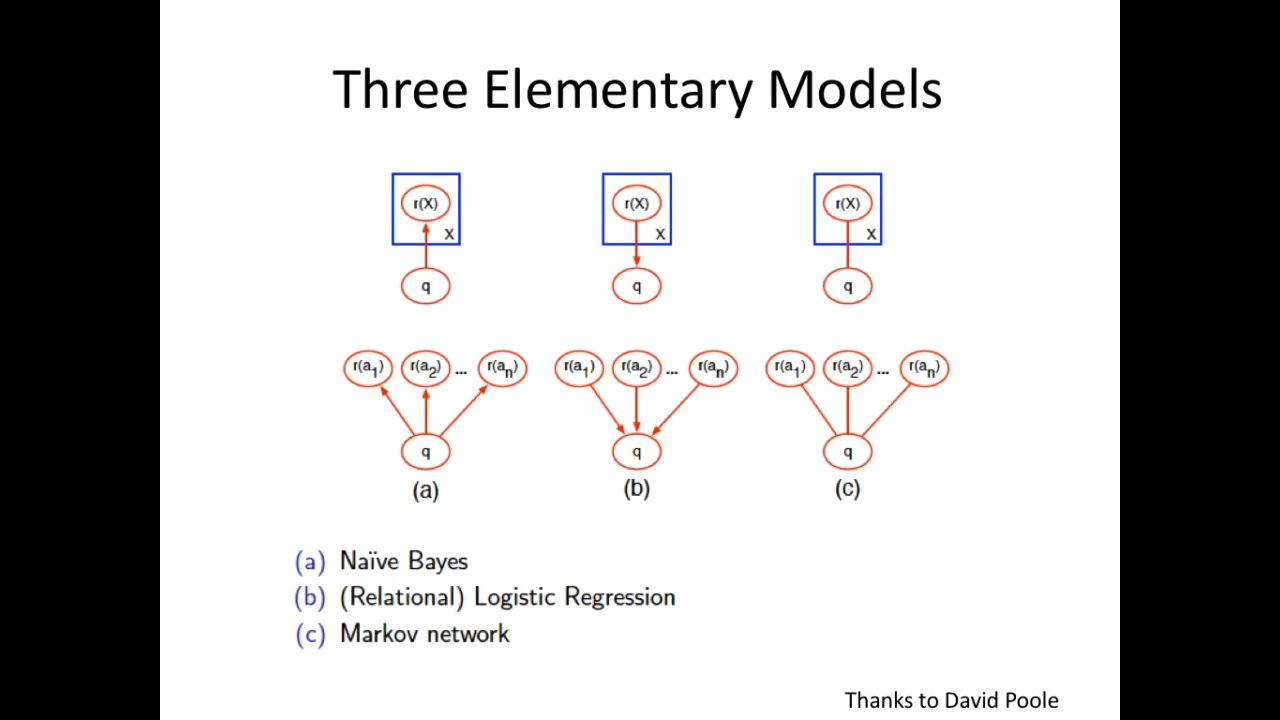 Three Elementary Models
r(X) r(X) r(X)
X X X
q q q
r(a1) r(a2) ... r(an) r(a1) r(a2) ... r(an) r(a1) r(a2) ... r(an)
q q q
(a) (b) (c)
(a) Naïve Bayes
(b) (Relational) Logistic Regression
(c) Markov network
Thanks to David Poole